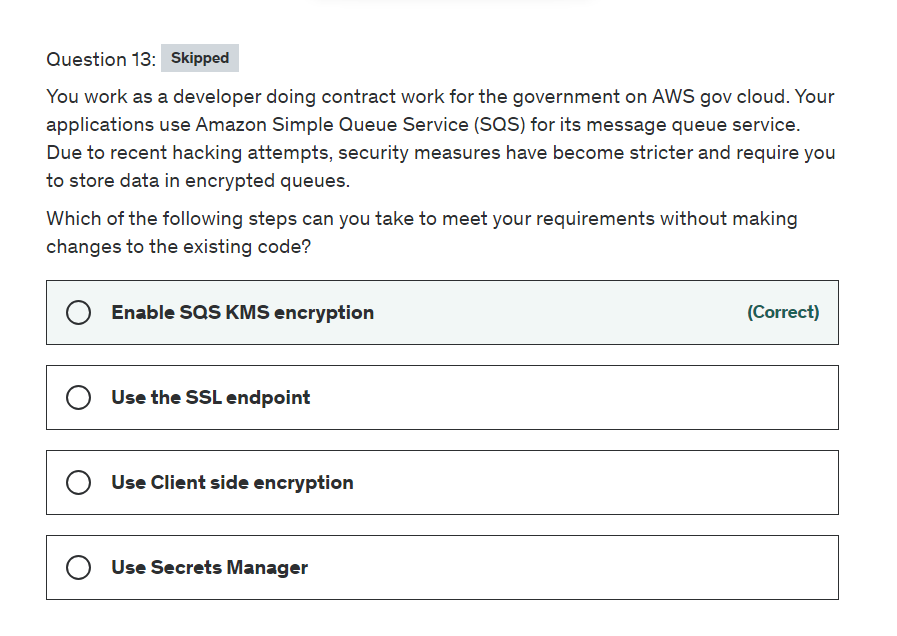 Question 13: Skipped
You work as a developer doing contract work for the government on AWS gov cloud. Your
applications use Amazon Simple Queue Service (SQS) for its message queue service.
Due to recent hacking attempts, security measures have become stricter and require you
to store data in encrypted queues.
Which of the following steps can you take to meet your requirements without making
changes to the existing code?
Enable SQS KMS encryption (Correct)
Use the SSL endpoint
Use Client side encryption
Use Secrets Manager